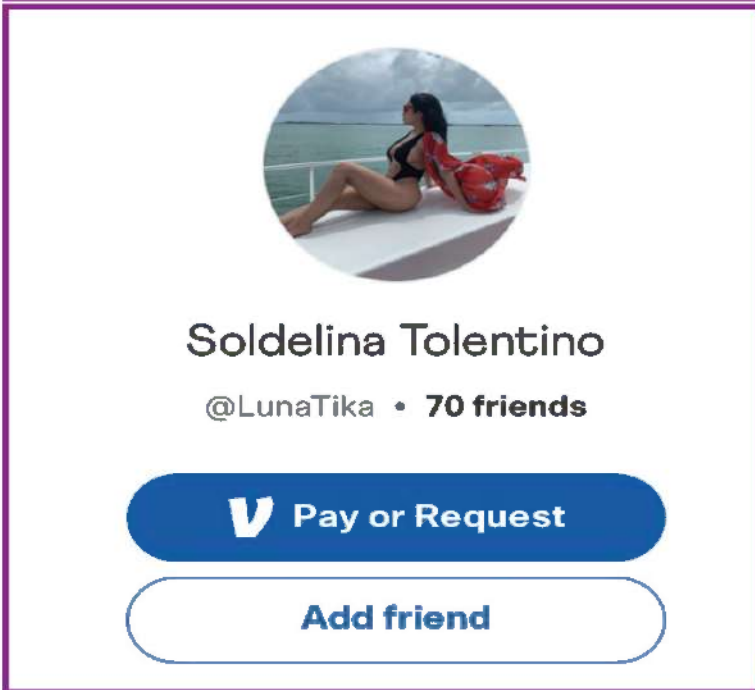 Soldelina Tolentino
@LunaTika • 70 friends
Pay or Request
Add friend